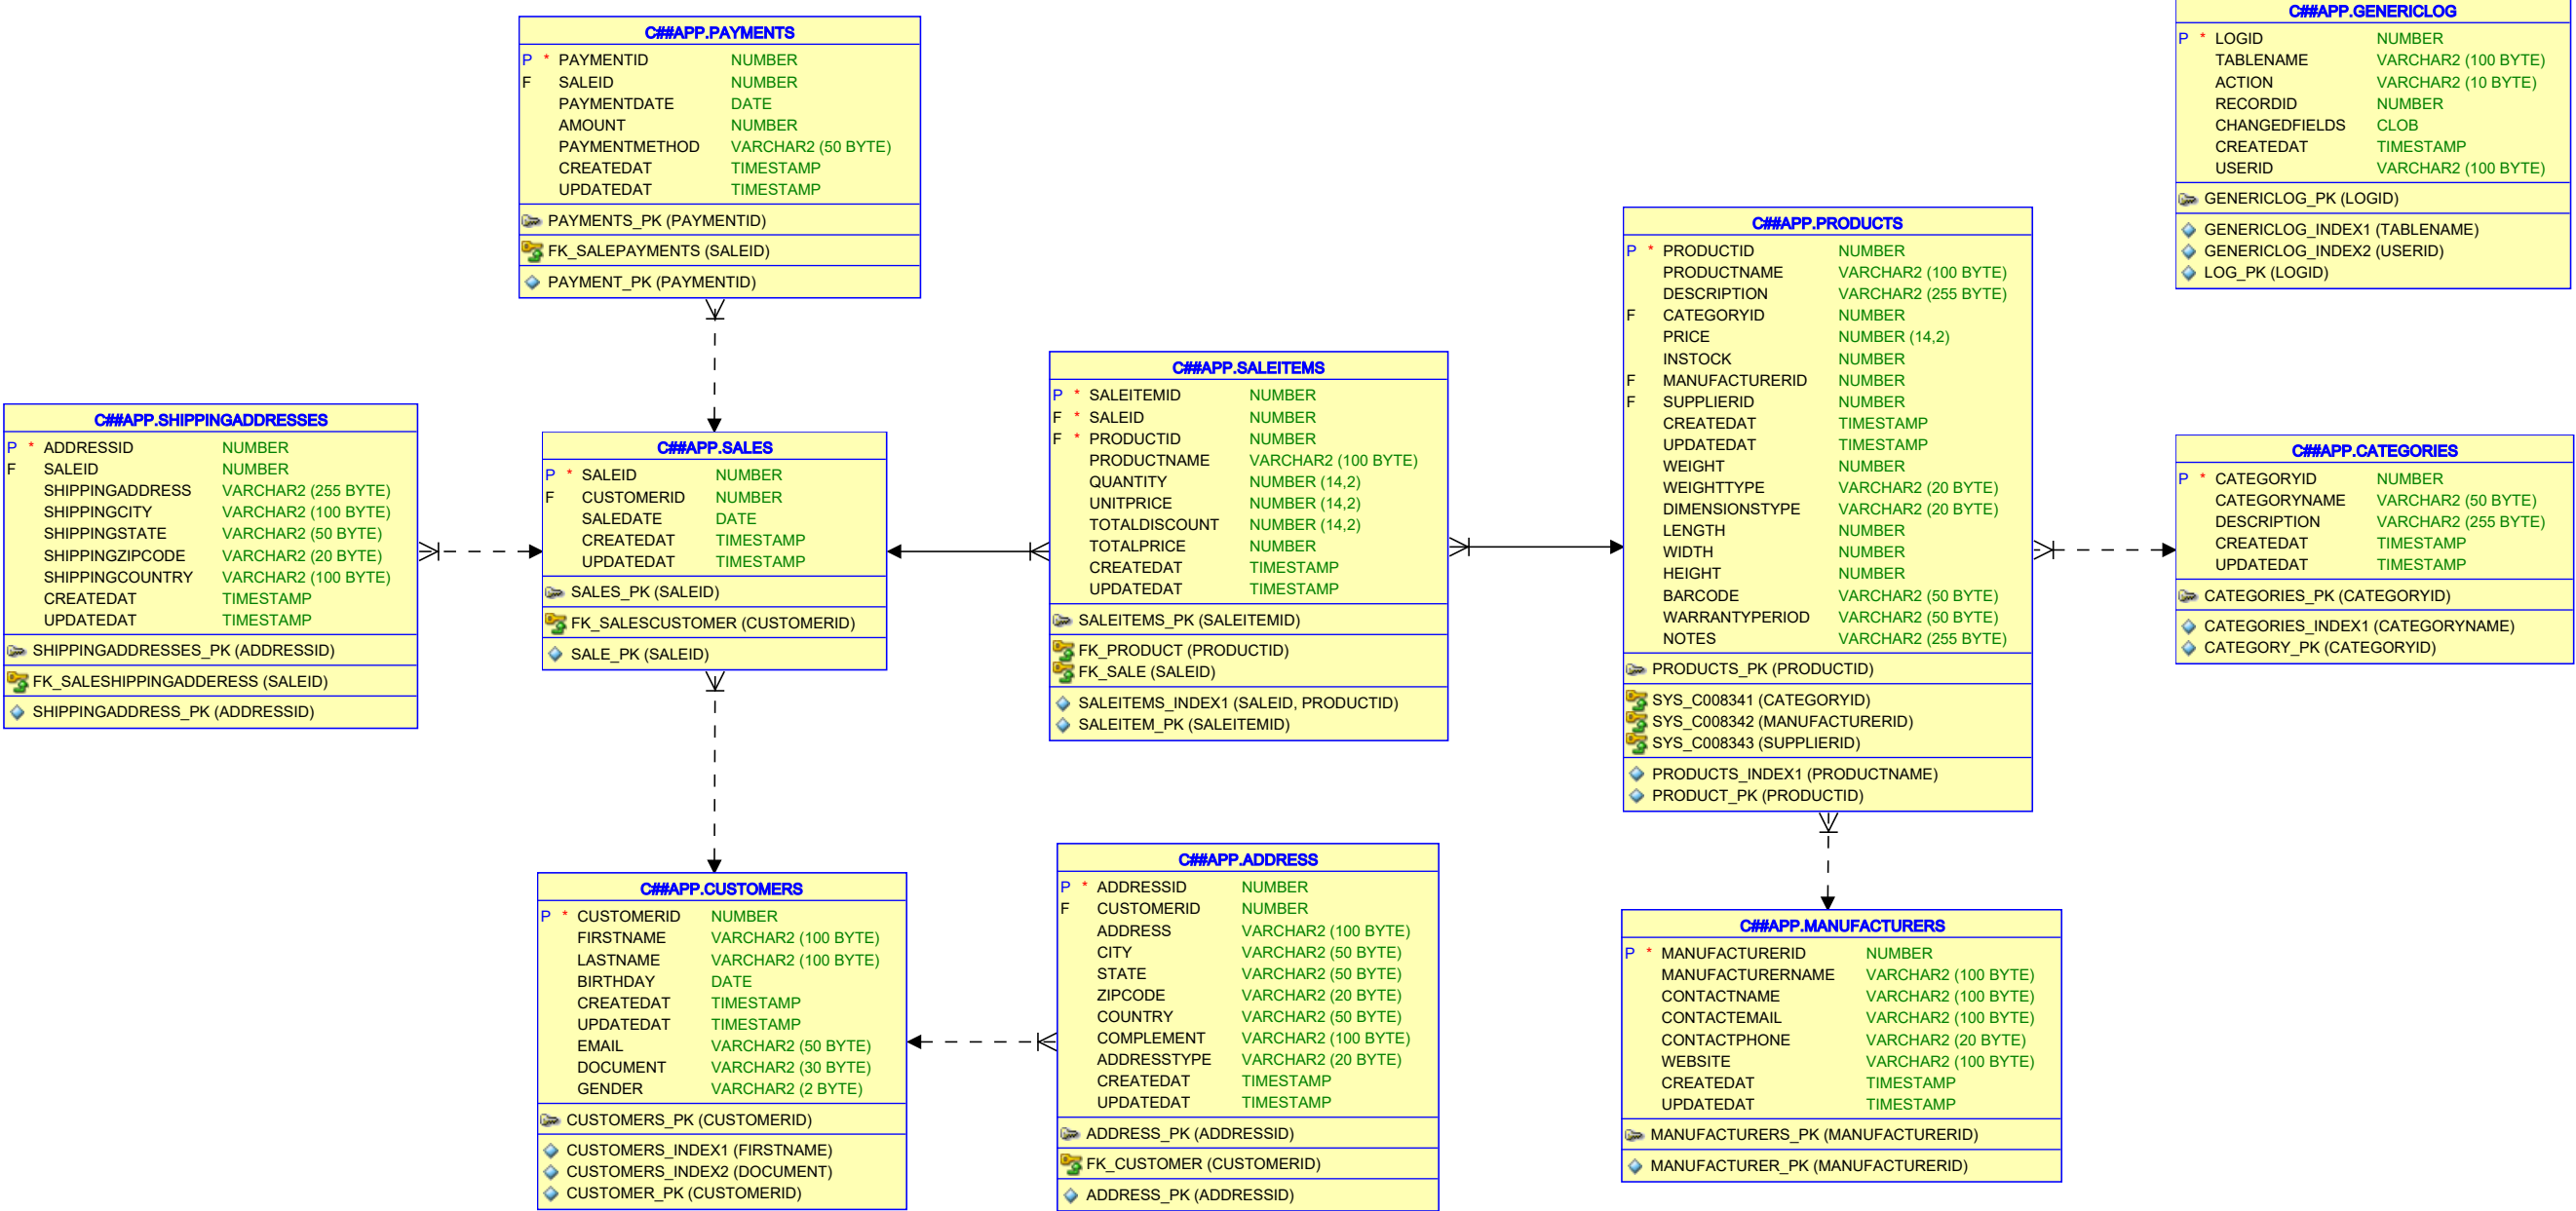 C##APP.PAYMENTS
P * PAYMENTID NUMBER
F SALEID NUMBER
PAYMENTDATE DATE
AMOUNT NUMBER
PAYMENTMETHOD VARCHAR2 (50 BYTE)
CREATEDAT TIMESTAMP
UPDATEDAT TIMESTAMP
PAYMENTS_PK (PAYMENTID)
FK_SALEPAYMENTS (SALEID)
PAYMENT_PK (PAYMENTID)
C##APP.GENERICLOG
P * LOGID NUMBER
TABLENAME VARCHAR2 (100 BYTE)
ACTION VARCHAR2 (10 BYTE)
RECORDID NUMBER
CHANGEDFIELDS CLOB
CREATEDAT TIMESTAMP
USERID VARCHAR2 (100 BYTE)
GENERICLOG_PK (LOGID)
GENERICLOG_INDEX1 (TABLENAME)
GENERICLOG_INDEX2 (USERID)
LOG_PK (LOGID)
C##APP.SHIPPINGADDRESSES
P * ADDRESSID NUMBER
F SALEID NUMBER
SHIPPINGADDRESS VARCHAR2 (255 BYTE)
SHIPPINGCITY VARCHAR2 (100 BYTE)
SHIPPINGSTATE VARCHAR2 (50 BYTE)
SHIPPINGZIPCODE VARCHAR2 (20 BYTE)
SHIPPINGCOUNTRY VARCHAR2 (100 BYTE)
CREATEDAT TIMESTAMP
UPDATEDAT TIMESTAMP
SHIPPINGADDRESSES_PK (ADDRESSID)
FK_SALESHIPPINGADDERESS (SALEID)
SHIPPINGADDRESS_PK (ADDRESSID)
C##APP.SALES
P * SALEID NUMBER
F CUSTOMERID NUMBER
SALEDATE DATE
CREATEDAT TIMESTAMP
UPDATEDAT TIMESTAMP
SALES_PK (SALEID)
FK_SALESCUSTOMER (CUSTOMERID)
SALE_PK (SALEID)
C##APP.SALEITEMS
P * SALEITEMID NUMBER
F * SALEID NUMBER
F * PRODUCTID NUMBER
PRODUCTNAME VARCHAR2 (100 BYTE)
QUANTITY NUMBER (14,2)
UNITPRICE NUMBER (14,2)
TOTALDISCOUNT NUMBER (14,2)
TOTALPRICE NUMBER
CREATEDAT TIMESTAMP
UPDATEDAT TIMESTAMP
SALEITEMS_PK (SALEITEMID)
FK_PRODUCT (PRODUCTID)
FK_SALE (SALEID)
SALEITEMS_INDEX1 (SALEID, PRODUCTID)
SALEITEM_PK (SALEITEMID)
C##APP.PRODUCTS
P * PRODUCTID NUMBER
PRODUCTNAME VARCHAR2 (100 BYTE)
DESCRIPTION VARCHAR2 (255 BYTE)
F CATEGORYID NUMBER
PRICE NUMBER (14,2)
INSTOCK NUMBER
F MANUFACTURERID NUMBER
F SUPPLIERID NUMBER
CREATEDAT TIMESTAMP
UPDATEDAT TIMESTAMP
WEIGHT NUMBER
WEIGHTTYPE VARCHAR2 (20 BYTE)
DIMENSIONSTYPE VARCHAR2 (20 BYTE)
LENGTH NUMBER
WIDTH NUMBER
HEIGHT NUMBER
BARCODE VARCHAR2 (50 BYTE)
WARRANTYPERIOD VARCHAR2 (50 BYTE)
NOTES VARCHAR2 (255 BYTE)
PRODUCTS_PK (PRODUCTID)
SYS_C008341 (CATEGORYID)
SYS_C008342 (MANUFACTURERID)
SYS_C008343 (SUPPLIERID)
PRODUCTS_INDEX1 (PRODUCTNAME)
PRODUCT_PK (PRODUCTID)
C##APP.CATEGORIES
P * CATEGORYID NUMBER
CATEGORYNAME VARCHAR2 (50 BYTE)
DESCRIPTION VARCHAR2 (255 BYTE)
CREATEDAT TIMESTAMP
UPDATEDAT TIMESTAMP
CATEGORIES_PK (CATEGORYID)
CATEGORIES_INDEX1 (CATEGORYNAME)
CATEGORY_PK (CATEGORYID)
C##APP.CUSTOMERS
P * CUSTOMERID NUMBER
FIRSTNAME VARCHAR2 (100 BYTE)
LASTNAME VARCHAR2 (100 BYTE)
BIRTHDAY DATE
CREATEDAT TIMESTAMP
UPDATEDAT TIMESTAMP
EMAIL VARCHAR2 (50 BYTE)
DOCUMENT VARCHAR2 (30 BYTE)
GENDER VARCHAR2 (2 BYTE)
CUSTOMERS_PK (CUSTOMERID)
CUSTOMERS_INDEX1 (FIRSTNAME)
CUSTOMERS_INDEX2 (DOCUMENT)
CUSTOMER_PK (CUSTOMERID)
C##APP.ADDRESS
P * ADDRESSID NUMBER
F CUSTOMERID NUMBER
ADDRESS VARCHAR2 (100 BYTE)
CITY VARCHAR2 (50 BYTE)
STATE VARCHAR2 (50 BYTE)
ZIPCODE VARCHAR2 (20 BYTE)
COUNTRY VARCHAR2 (50 BYTE)
COMPLEMENT VARCHAR2 (100 BYTE)
ADDRESSTYPE VARCHAR2 (20 BYTE)
CREATEDAT TIMESTAMP
UPDATEDAT TIMESTAMP
ADDRESS_PK (ADDRESSID)
FK_CUSTOMER (CUSTOMERID)
ADDRESS_PK (ADDRESSID)
C##APP.MANUFACTURERS
P * MANUFACTURERID NUMBER
MANUFACTURERNAME VARCHAR2 (100 BYTE)
CONTACTNAME VARCHAR2 (100 BYTE)
CONTACTEMAIL VARCHAR2 (100 BYTE)
CONTACTPHONE VARCHAR2 (20 BYTE)
WEBSITE VARCHAR2 (100 BYTE)
CREATEDAT TIMESTAMP
UPDATEDAT TIMESTAMP
MANUFACTURERS_PK (MANUFACTURERID)
MANUFACTURER_PK (MANUFACTURERID)